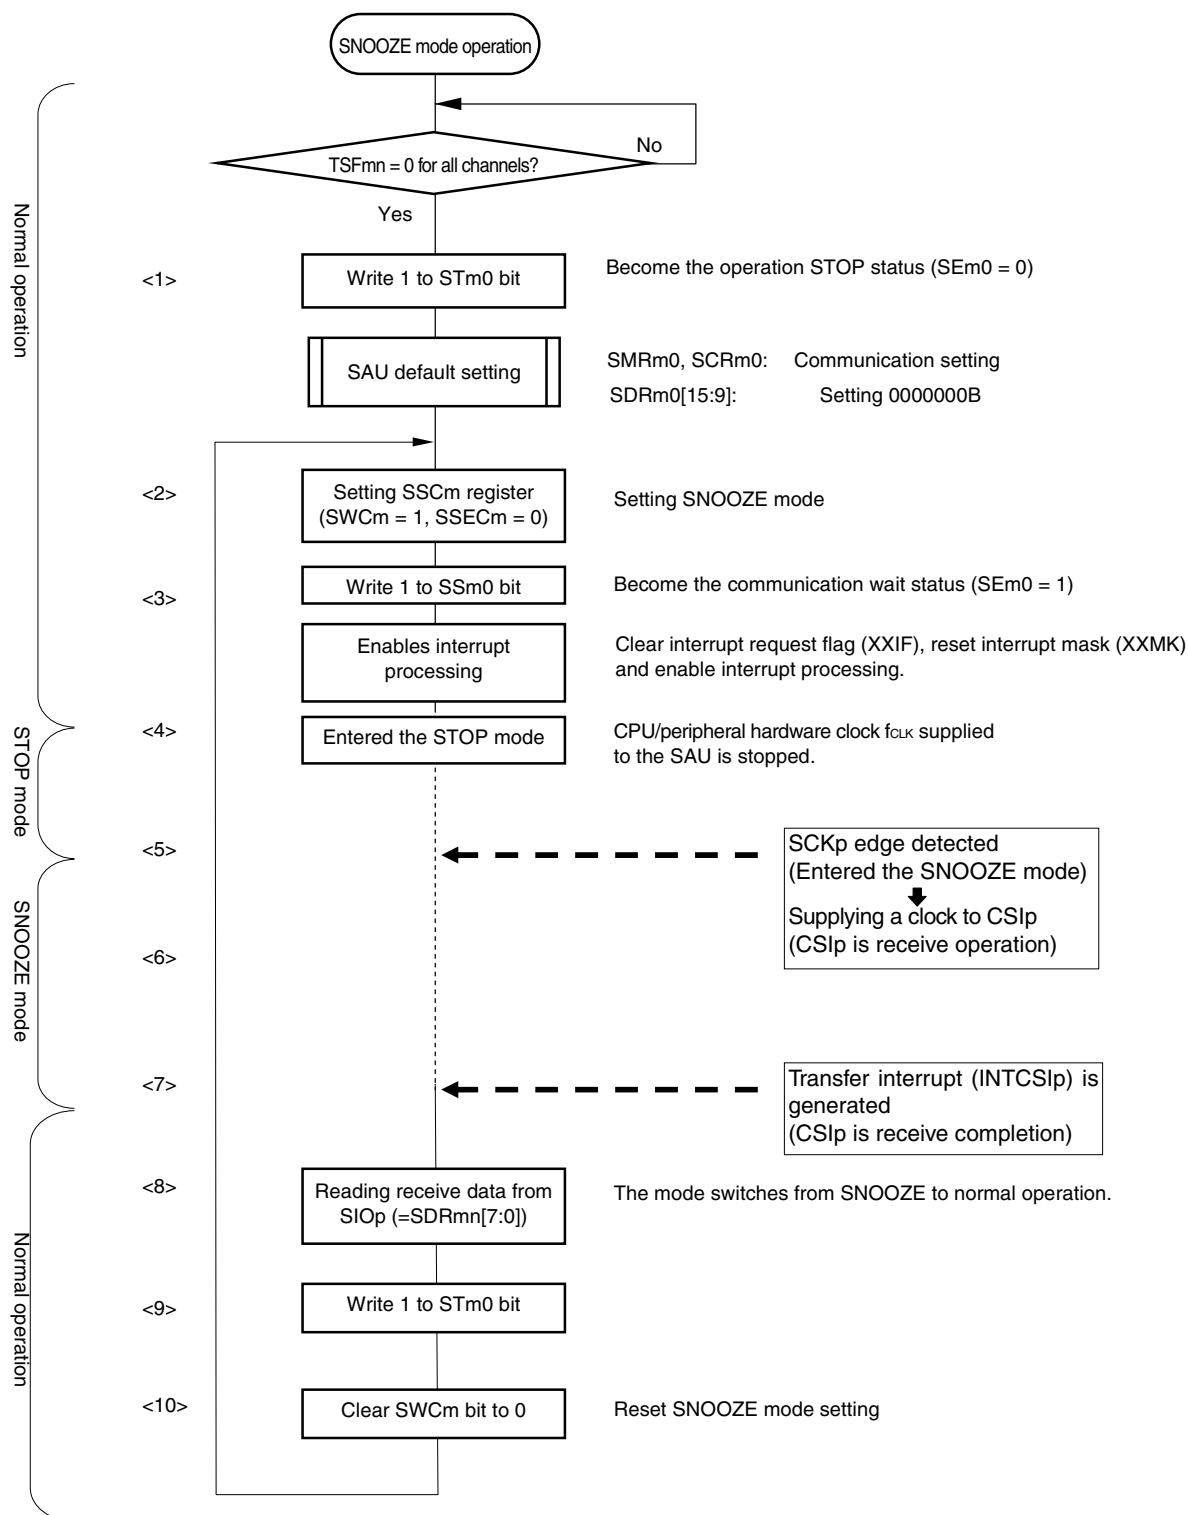 SNOOZE mode operation
No
TSFmn = 0 for all channels?
Yes
Normal operation
<1>
Write 1 to STm0 bit
Become the operation STOP status (SEm0 = 0)
SAU default setting
SMRm0, SCRm0: Communication setting
SDRm0[15:9]: Setting 0000000B
<2>
Setting SSCm register
(SWCm = 1, SSECm = 0)
Setting SNOOZE mode
<3>
Write 1 to SSm0 bit
Become the communication wait status (SEm0 = 1)
Enables interrupt
processing
Clear interrupt request flag (XXIF), reset interrupt mask (XXMK)
and enable interrupt processing.
STOP mode
<4>
Entered the STOP mode
CPU/peripheral hardware clock fCLK supplied
to the SAU is stopped.
<5>
SCKp edge detected
(Entered the SNOOZE mode)
Supplying a clock to CSIp
(CSIp is receive operation)
SNOOZE mode
<6>
<7>
Transfer interrupt (INTCSIp) is
generated
(CSIp is receive completion)
Normal operation
<8>
Reading receive data from
SIOp (=SDRmn[7:0])
The mode switches from SNOOZE to normal operation.
<9>
Write 1 to STm0 bit
<10>
Clear SWCm bit to 0
Reset SNOOZE mode setting